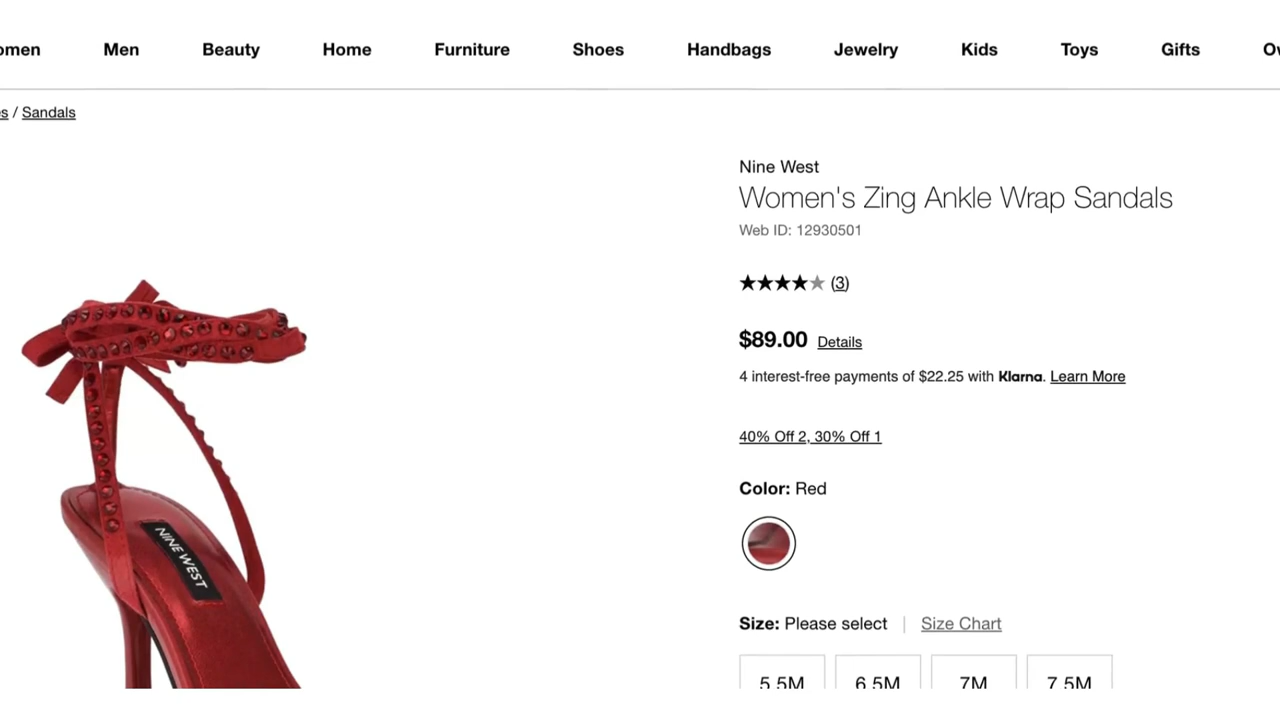 omen Men Beauty Home Furniture Shoes Handbags Jewelry Kids Toys Gifts Ov
s / Sandals
Nine West
Women's Zing Ankle Wrap Sandals
Web ID: 12930501
★★★★★ (3)
$89.00 Details
4 interest-free payments of $22.25 with Klarna. Learn More
40% Off 2, 30% Off 1
Color: Red
NINE WEST
Size: Please select | Size Chart
5.5M 6.5M 7M 7.5M